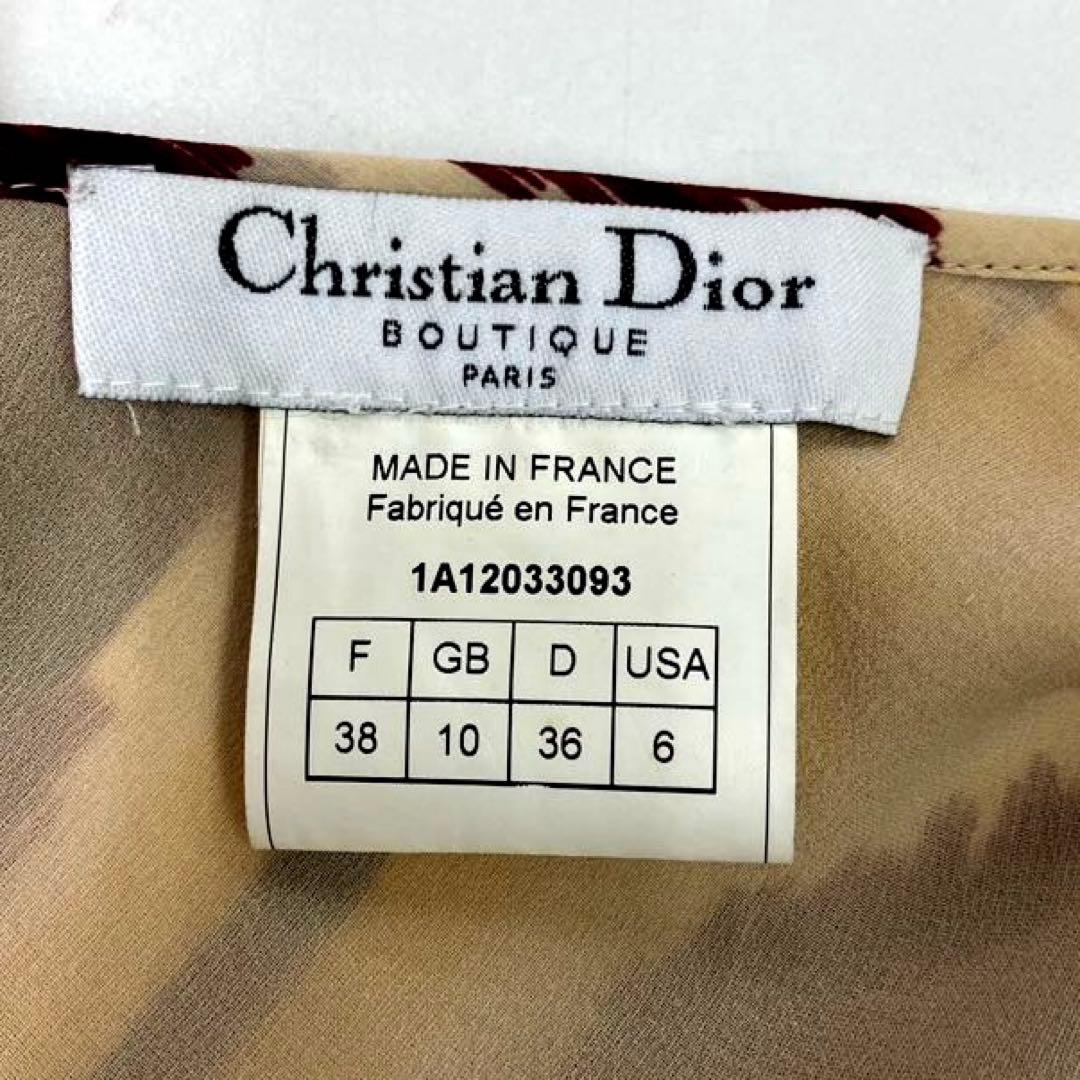 Christian Dior
BOUTIQUE
PARIS
MADE IN FRANCE
Fabriqué en France
1A12033093
F GB D USA
38 10 36 6